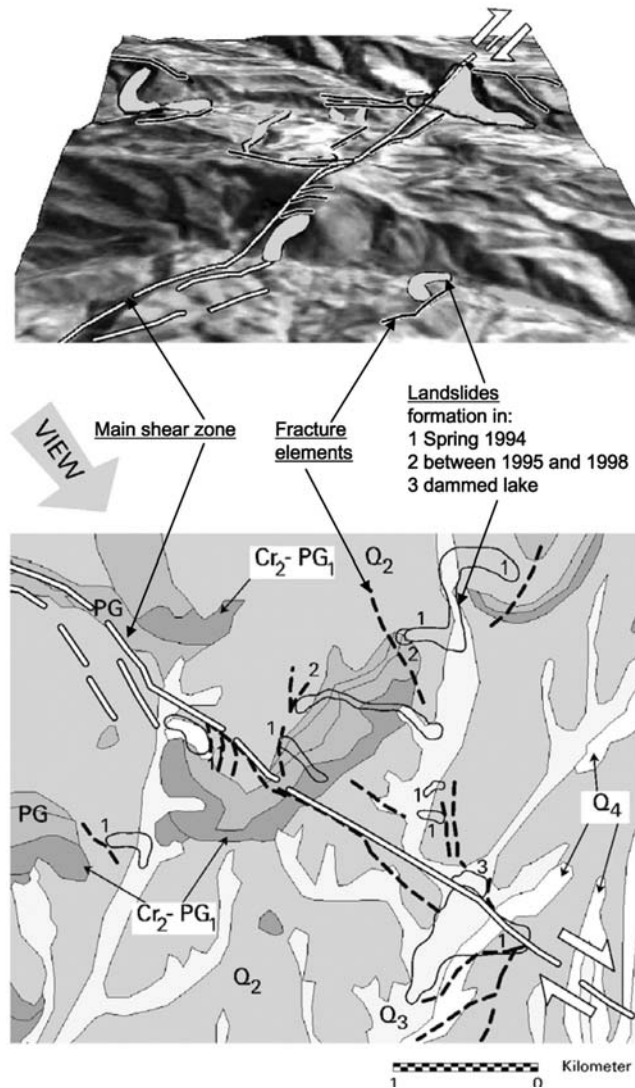 Main shear zone
Fracture
elements
Landslides
formation in:
1 Spring 1994
2 between 1995 and 1998
3 dammed lake
VIEW
Cr2- PG1
Q2
1
PG
1
2
2
1
1
1
PG
1
Q4
3
Cr2- PG1
1
Q2
Q3
Kilometer
1 0